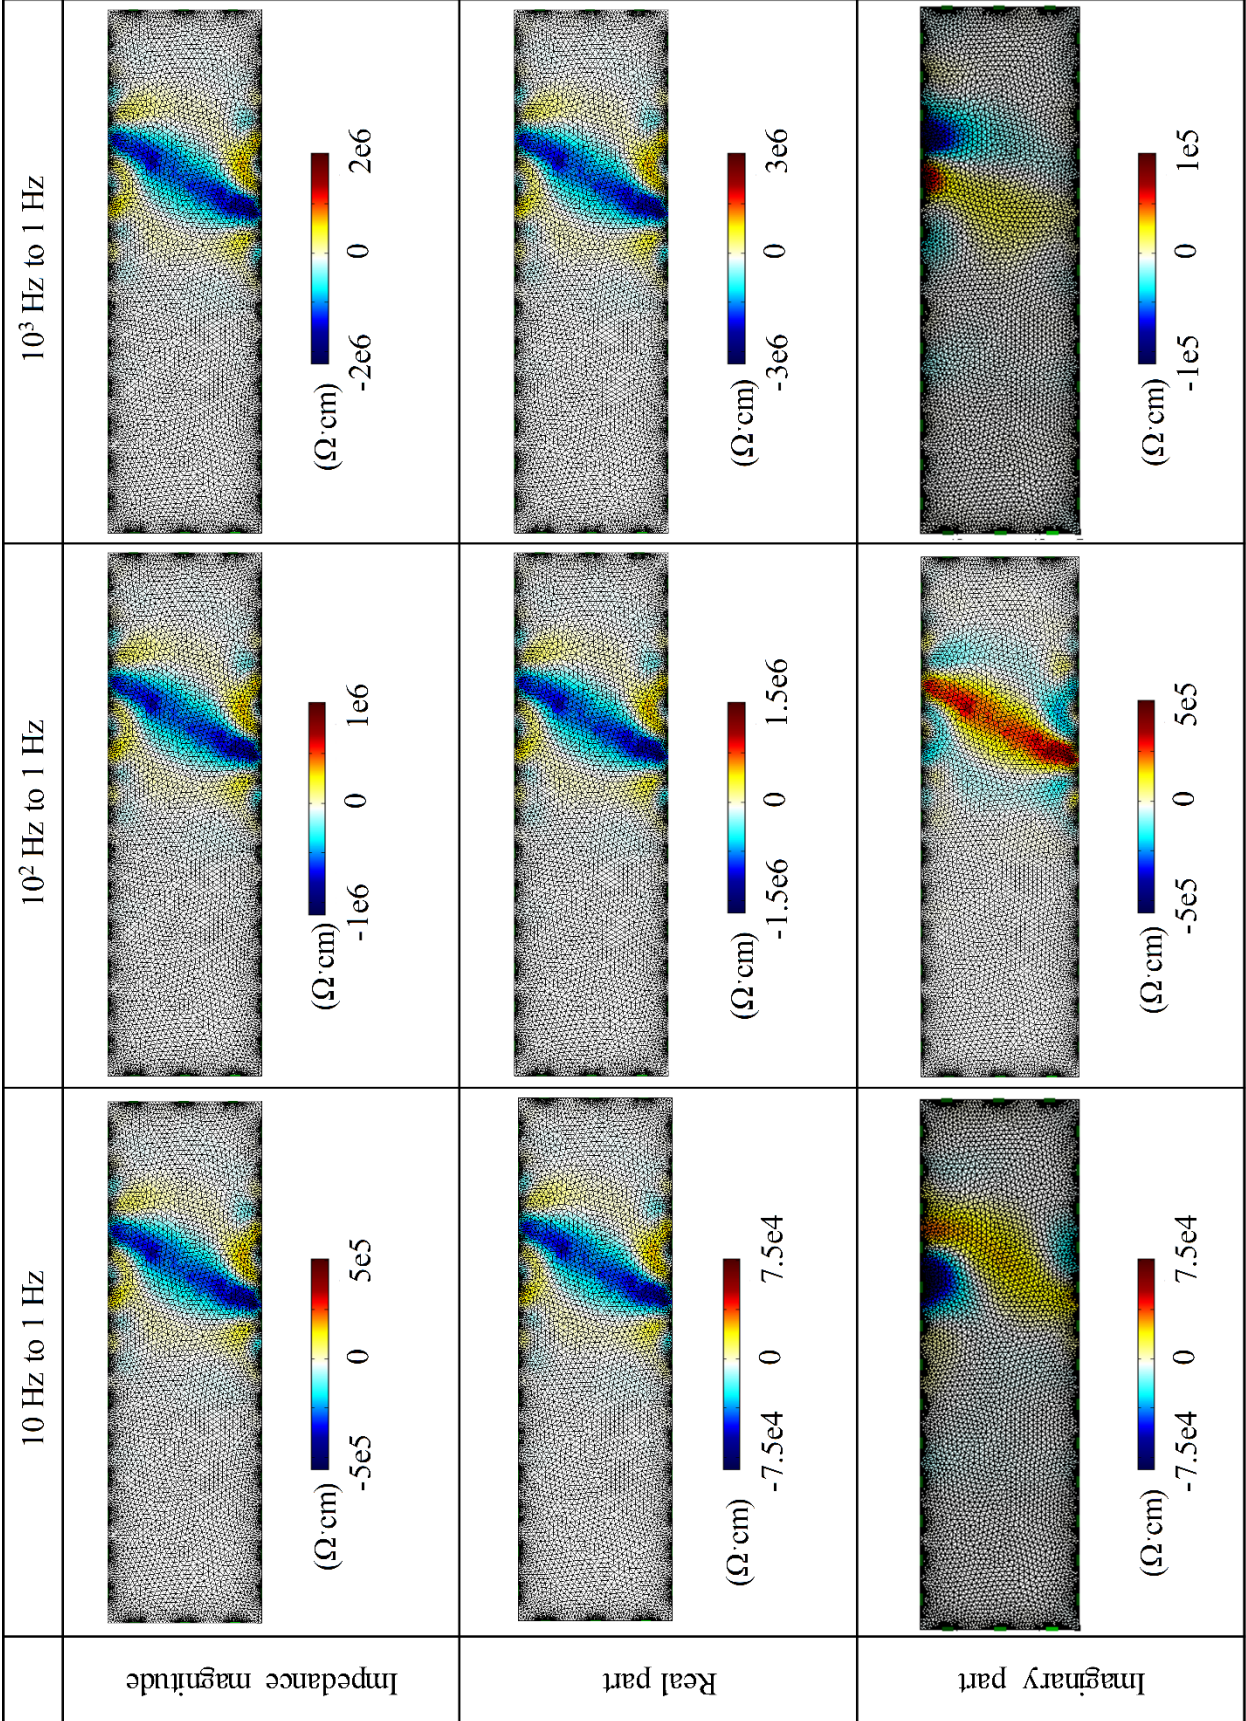 10 Hz to 1 Hz
10² Hz to 1 Hz
10³ Hz to 1 Hz
Impedance magnitude
(Ω·cm)
-5e5 0 5e5
(Ω·cm)
-1e6 0 1e6
(Ω·cm)
-2e6 0 2e6
Real part
(Ω·cm)
-7.5e4 0 7.5e4
(Ω·cm)
-1.5e6 0 1.5e6
(Ω·cm)
-3e6 0 3e6
Imaginary part
(Ω·cm)
-7.5e4 0 7.5e4
(Ω·cm)
-5e5 0 5e5
(Ω·cm)
-1e5 0 1e5